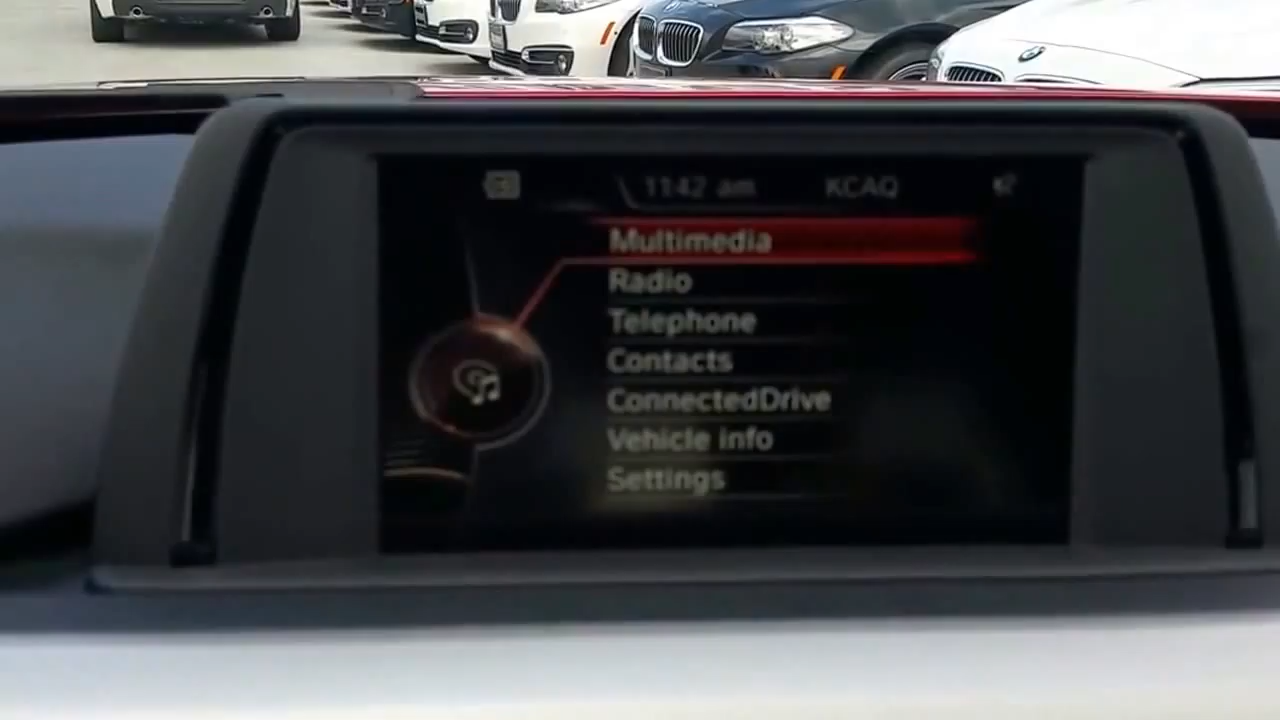 11:42 am KCAQ
Multimedia
Radio
Telephone
Contacts
ConnectedDrive
Vehicle info
Settings